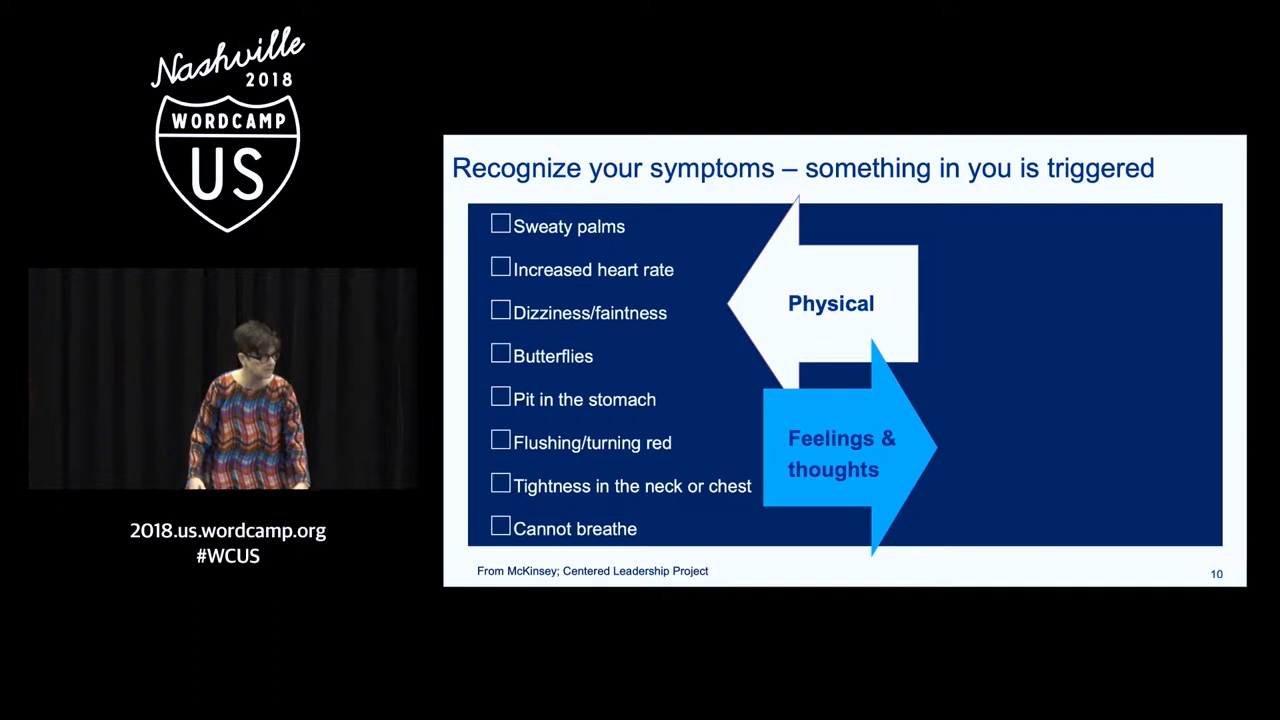 Nashville
2018
WORDCAMP
US
2018.us.wordcamp.org
#WCUS
Recognize your symptoms – something in you is triggered
Sweaty palms
Increased heart rate
Dizziness/faintness
Butterflies
Pit in the stomach
Flushing/turning red
Tightness in the neck or chest
Cannot breathe
Physical
Feelings &
thoughts
From McKinsey; Centered Leadership Project
10